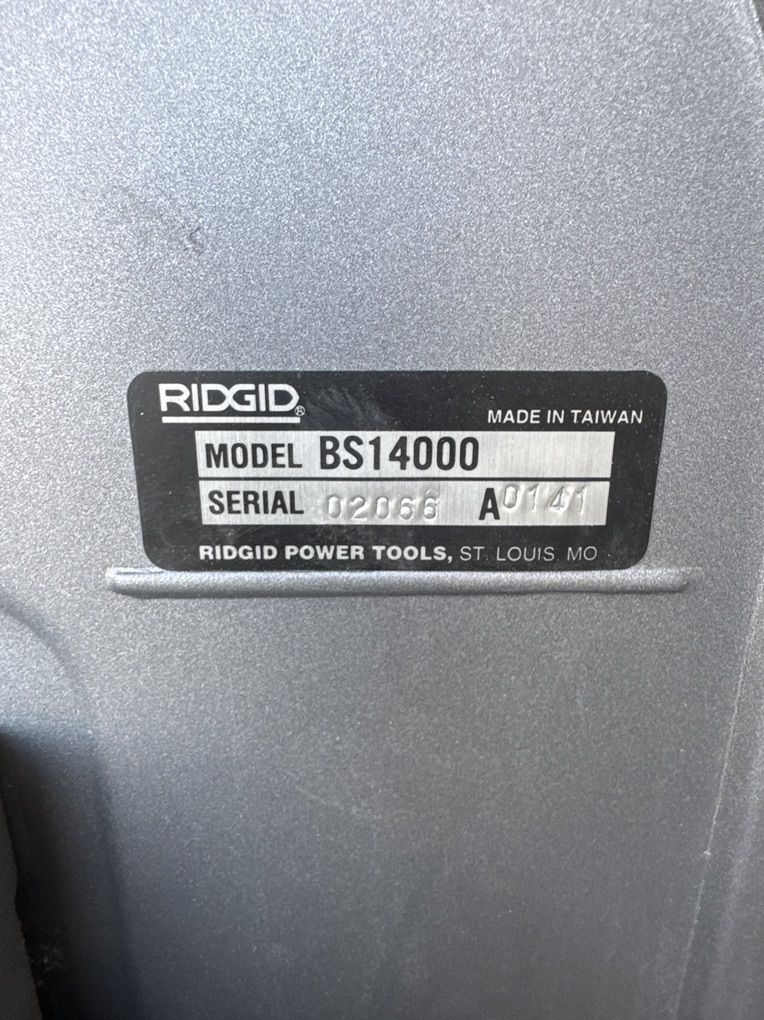 RIDGID®
MADE IN TAIWAN
MODEL BS14000
SERIAL 02066 A0141
RIDGID POWER TOOLS, ST. LOUIS MO